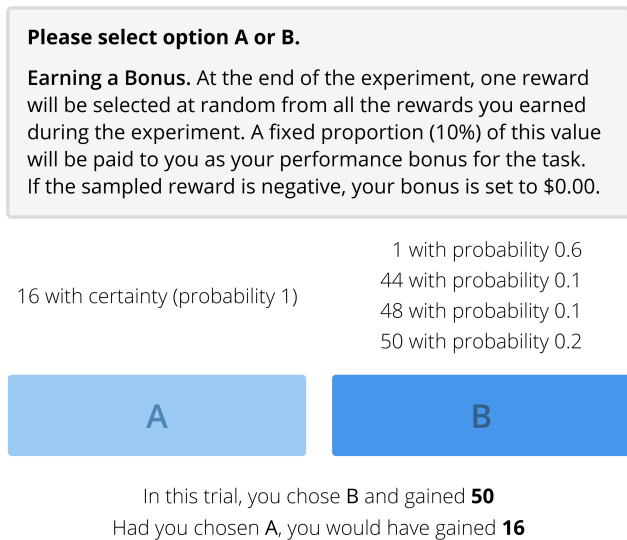 Please select option A or B.
Earning a Bonus. At the end of the experiment, one reward
will be selected at random from all the rewards you earned
during the experiment. A fixed proportion (10%) of this value
will be paid to you as your performance bonus for the task.
If the sampled reward is negative, your bonus is set to $0.00.
16 with certainty (probability 1)
1 with probability 0.6
44 with probability 0.1
48 with probability 0.1
50 with probability 0.2
A
B
In this trial, you chose B and gained 50
Had you chosen A, you would have gained 16